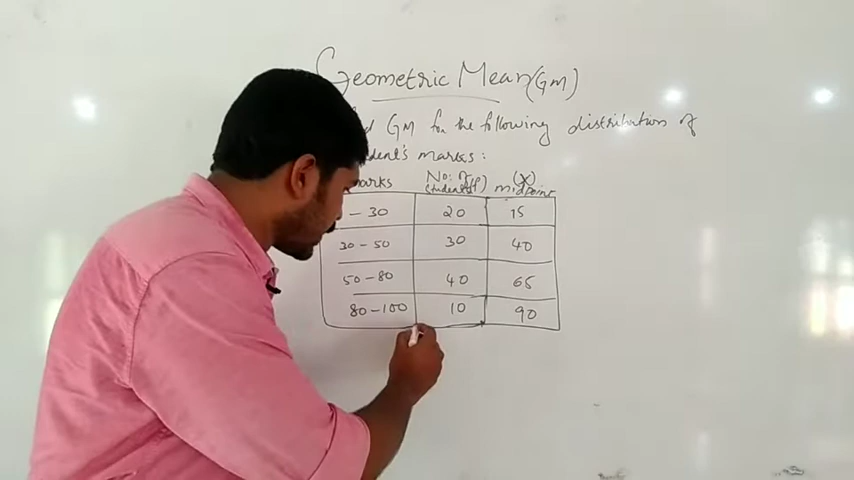 Geometric Mean (GM)
GM for the following distribution of
student's marks :
marks No: of students(f) (x) midpoint
- 30 20 15
30 - 50 30 40
50 - 80 40 65
80 - 100 10 90